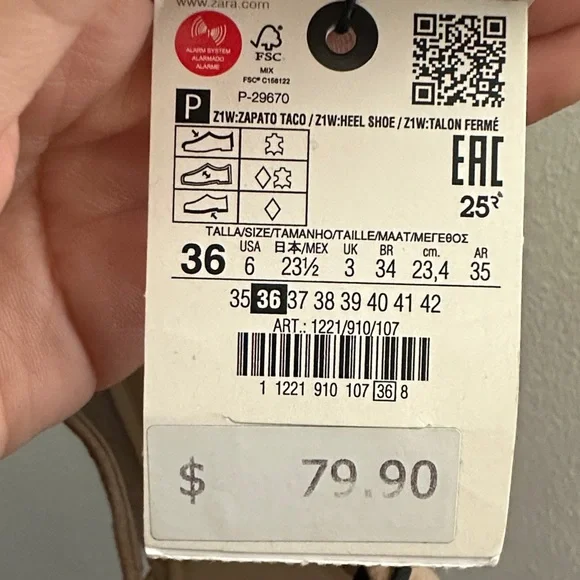 www.zara.com
ALARM SYSTEM
ALARMADO
ALARME
FSC
MIX
FSC® C156122
P
P-29670
Z1W:ZAPATO TACO / Z1W:HEEL SHOE / Z1W:TALON FERMÉ
EAC
25
TALLA/SIZE/TAMANHO/TAILLE/MAAT/ΜΕΓΕΘΟΣ
USA 日本/MEX UK BR cm. AR
36 6 23½ 3 34 23,4 35
35 36 37 38 39 40 41 42
ART.: 1221/910/107
1 1221 910 107 36 8
$ 79.90